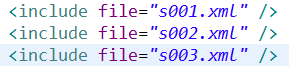 <include file="s001.xml" />
<include file="s002.xml" />
<include file="s003.xml" />